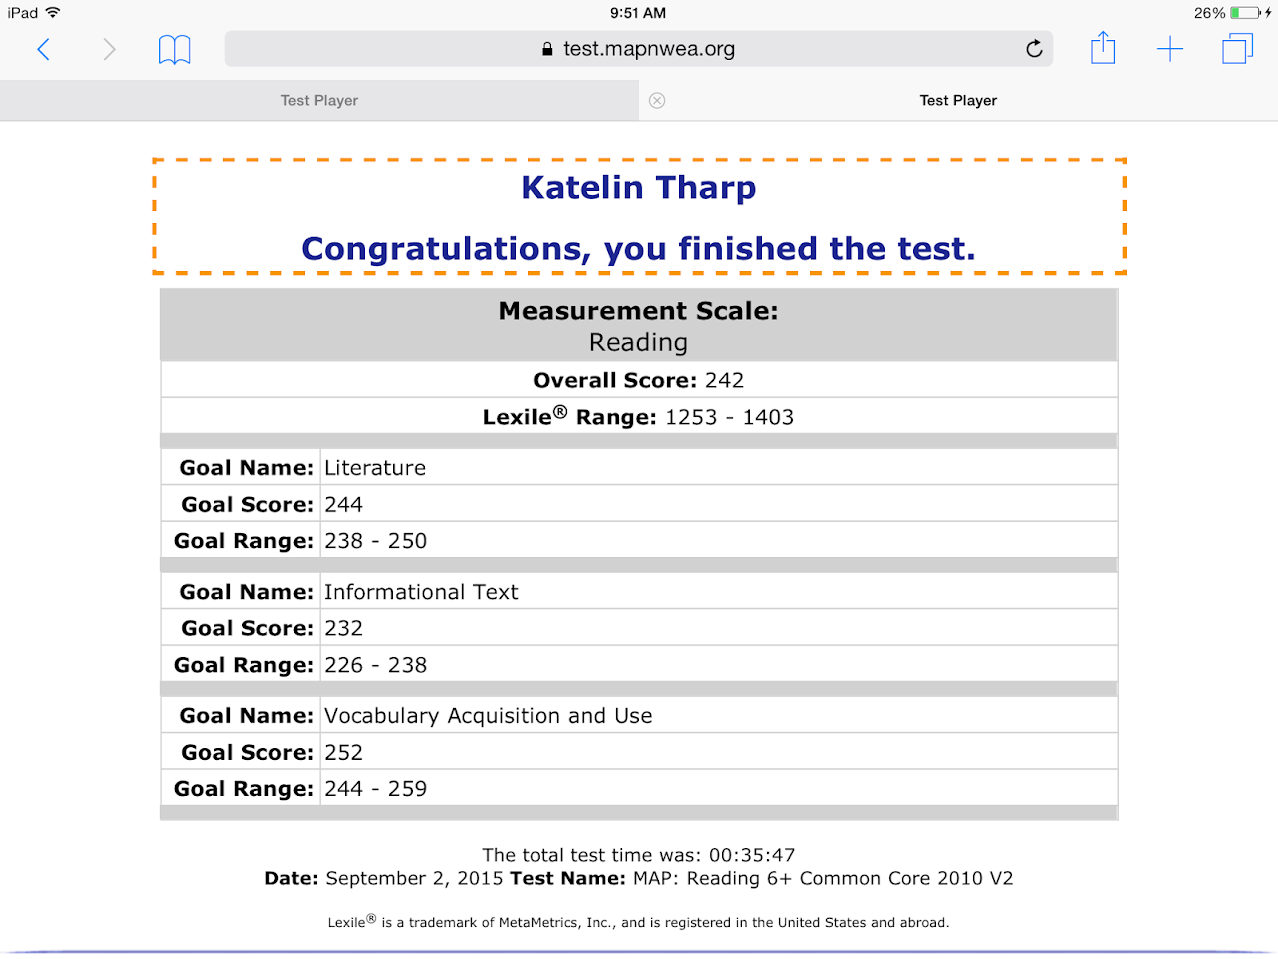 iPad 9:51 AM 26%
test.mapnwea.org
Test Player Test Player
Katelin Tharp
Congratulations, you finished the test.
Measurement Scale:
Reading
Overall Score: 242
Lexile® Range: 1253 - 1403
Goal Name: Literature
Goal Score: 244
Goal Range: 238 - 250
Goal Name: Informational Text
Goal Score: 232
Goal Range: 226 - 238
Goal Name: Vocabulary Acquisition and Use
Goal Score: 252
Goal Range: 244 - 259
The total test time was: 00:35:47
Date: September 2, 2015 Test Name: MAP: Reading 6+ Common Core 2010 V2
Lexile® is a trademark of MetaMetrics, Inc., and is registered in the United States and abroad.